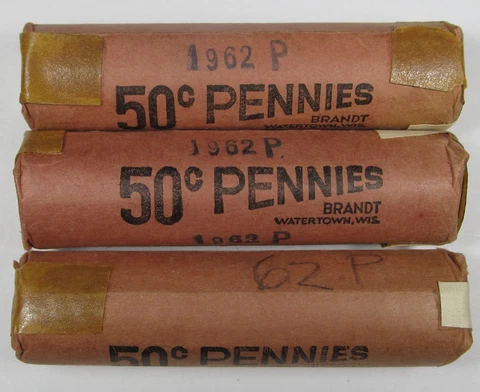 1962 P
50¢ PENNIES
BRANDT
WATERTOWN, WIS.
1962 P.
50¢ PENNIES
BRANDT
WATERTOWN, WIS.
1962 P
62 P
50¢ PENNIES